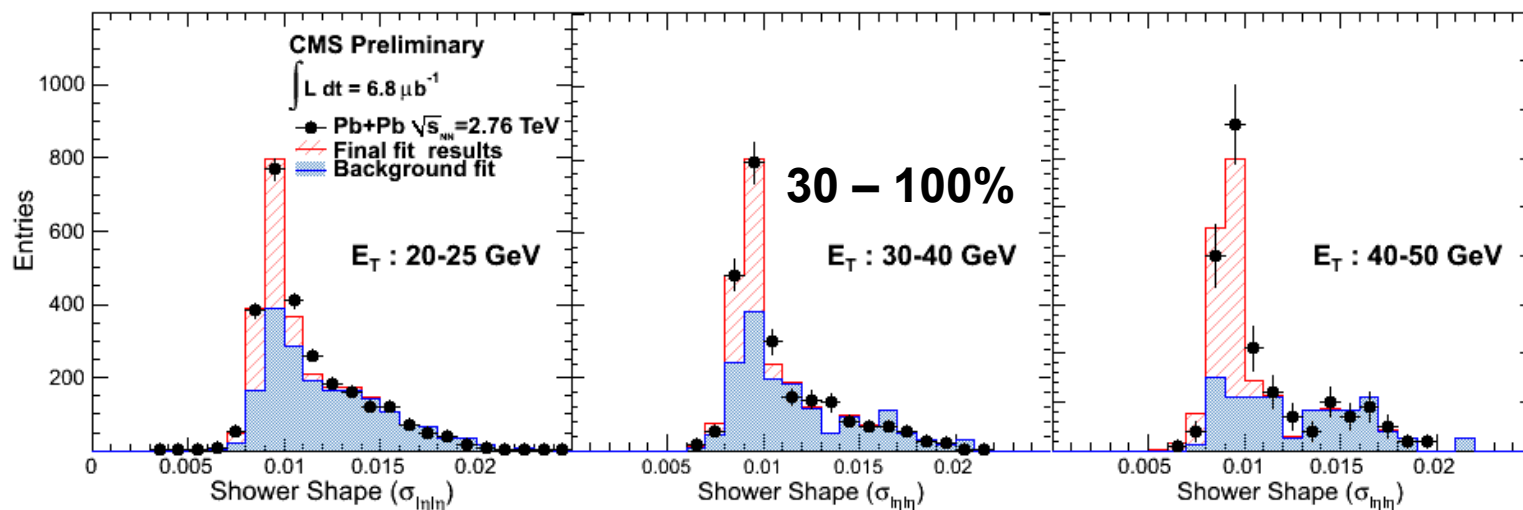 CMS Preliminary
∫ L dt = 6.8 μb⁻¹
Pb+Pb √s_NN=2.76 TeV
Final fit results
Background fit
30 – 100%
E_T : 20-25 GeV
E_T : 30-40 GeV
E_T : 40-50 GeV
Entries
1000
800
600
400
200
0 0.005 0.01 0.015 0.02
0.005 0.01 0.015 0.02
0.005 0.01 0.015 0.02
Shower Shape (σ_IηIη)
Shower Shape (σ_IηIη)
Shower Shape (σ_IηIη)